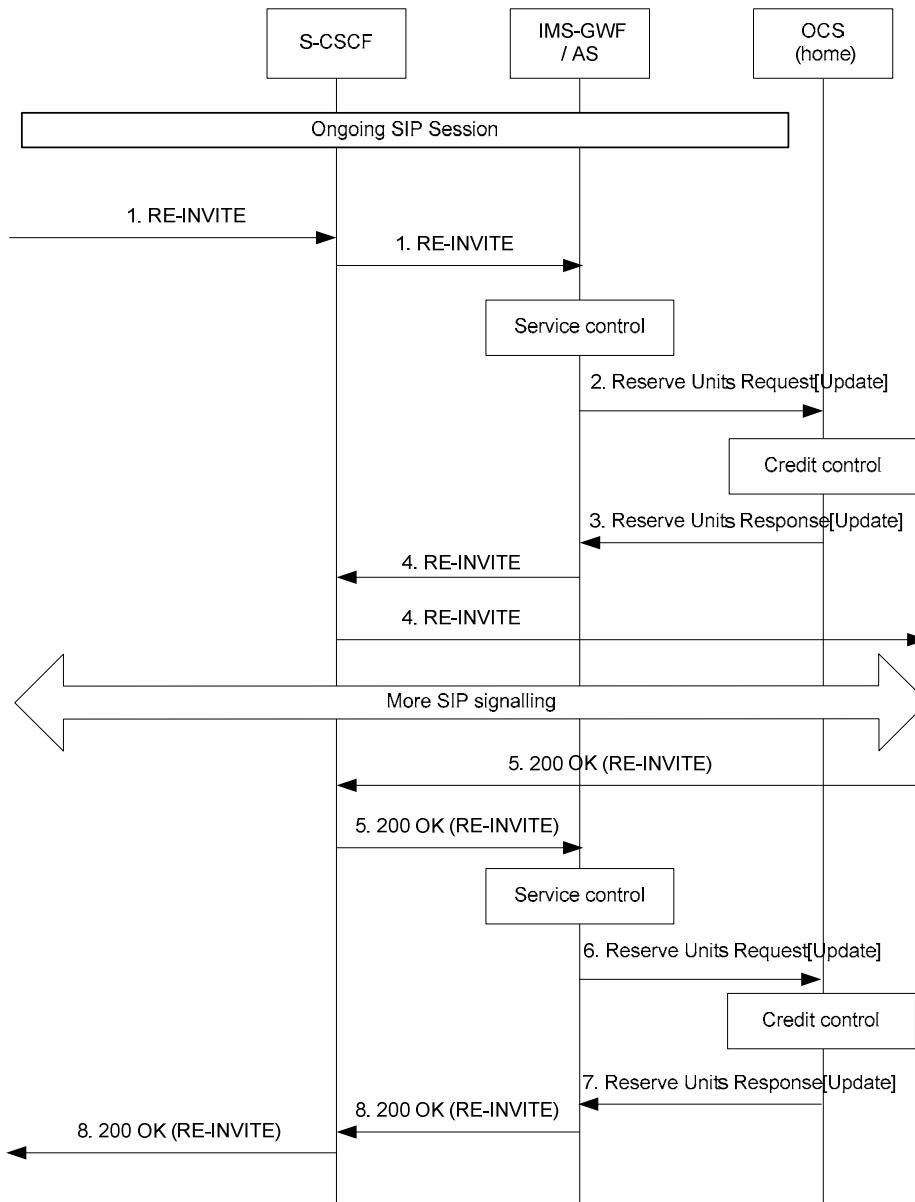 S-CSCF
IMS-GWF
/ AS
OCS
(home)
Ongoing SIP Session
1. RE-INVITE
1. RE-INVITE
Service control
2. Reserve Units Request[Update]
Credit control
3. Reserve Units Response[Update]
4. RE-INVITE
4. RE-INVITE
More SIP signalling
5. 200 OK (RE-INVITE)
5. 200 OK (RE-INVITE)
Service control
6. Reserve Units Request[Update]
Credit control
7. Reserve Units Response[Update]
8. 200 OK (RE-INVITE)
8. 200 OK (RE-INVITE)